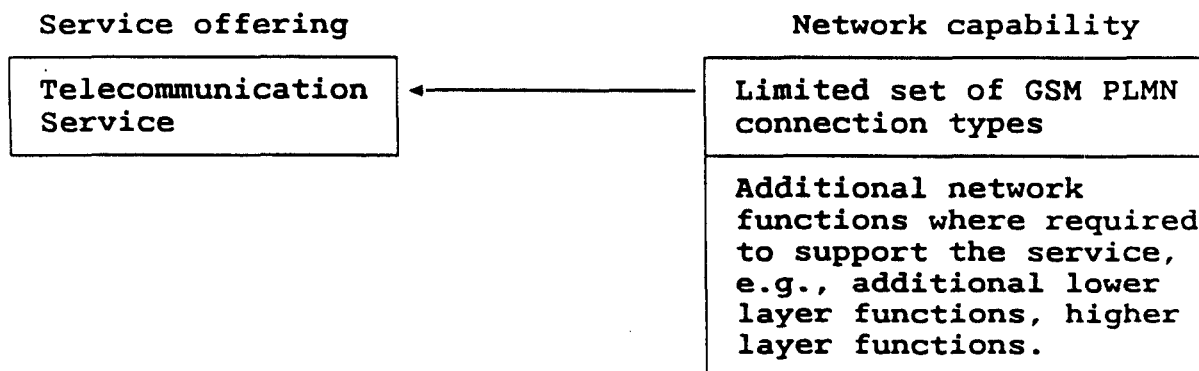 Service offering
Network capability
Telecommunication
Service
Limited set of GSM PLMN
connection types
Additional network
functions where required
to support the service,
e.g., additional lower
layer functions, higher
layer functions.